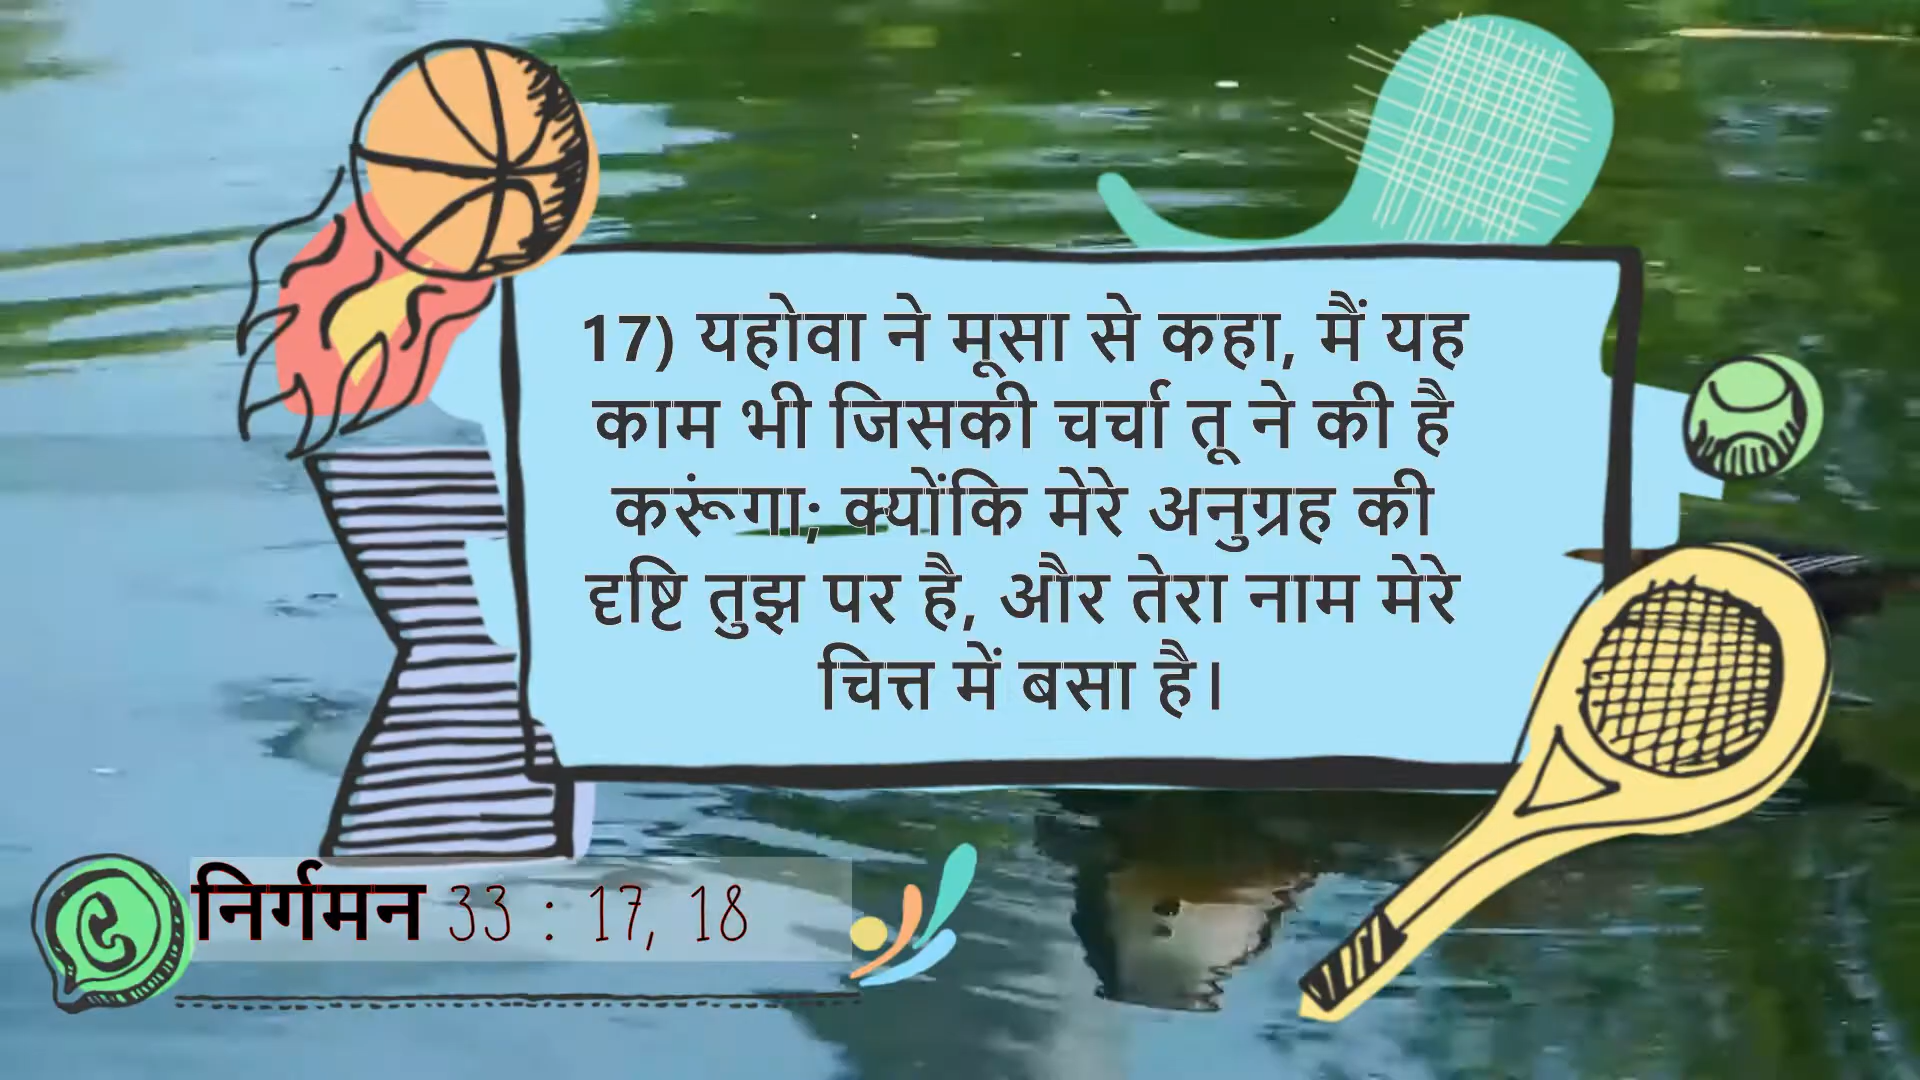 17) यहोवा ने मूसा से कहा, मैं यह
काम भी जिसकी चर्चा तू ने की है
करूंगा; क्योंकि मेरे अनुग्रह की
दृष्टि तुझ पर है, और तेरा नाम मेरे
चित्त में बसा है।
निर्गमन 33 : 17, 18